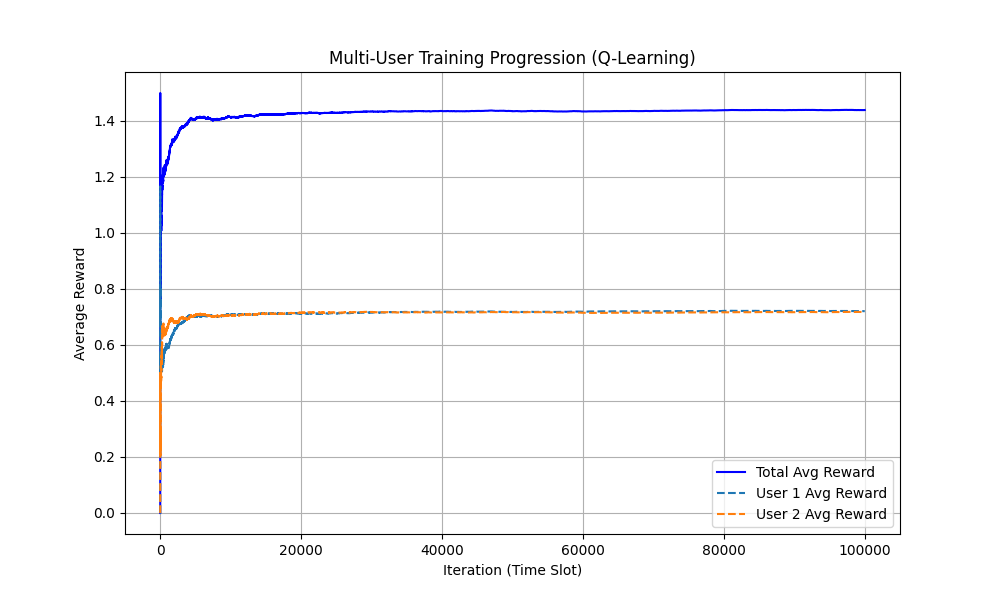 Multi-User Training Progression (Q-Learning)
Average Reward
1.4
1.2
1.0
0.8
0.6
0.4
0.2
0.0
Total Avg Reward
User 1 Avg Reward
User 2 Avg Reward
0 20000 40000 60000 80000 100000
Iteration (Time Slot)